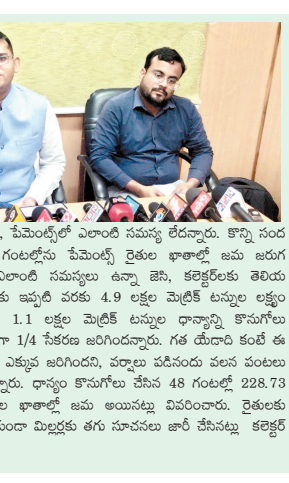 , పేమెంట్స్‌లో ఎలాంటి సమస్య లేదన్నారు. కొన్ని సంద
గంటల్లోను పేమెంట్స్ రైతుల ఖాతాల్లో జమ జరుగ
ఎలాంటి సమస్యలు ఉన్నా జెసి, కలెక్టర్‌లకు తెలియ
కు ఇప్పటి వరకు 4.9 లక్షల మెట్రిక్ టన్నుల లక్ష్యం
1.1 లక్షల మెట్రిక్ టన్నుల ధాన్యాన్ని కొనుగోలు
గా 1/4 సేకరణ జరిగిందన్నారు. గత యేడాది కంటే ఈ
ఎక్కువ జరిగిందని, వర్షాలు పడినందు వలన పంటలు
న్నారు. ధాన్యం కొనుగోలు చేసిన 48 గంటల్లో 228.73
ల ఖాతాల్లో జమ అయినట్లు వివరించారు. రైతులకు
కుండా మిల్లర్లకు తగు సూచనలు జారీ చేసినట్లు కలెక్టర్